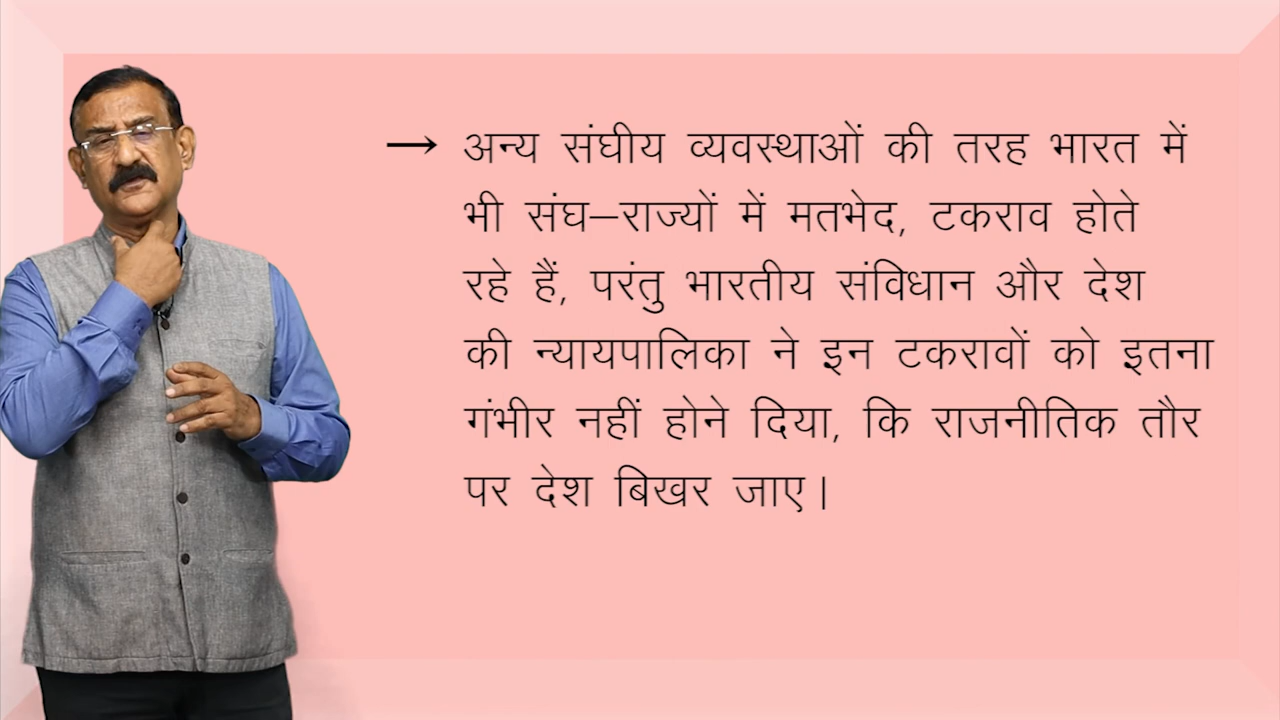 → अन्य संघीय व्यवस्थाओं की तरह भारत में
भी संघ–राज्यों में मतभेद, टकराव होते
रहे हैं, परंतु भारतीय संविधान और देश
की न्यायपालिका ने इन टकरावों को इतना
गंभीर नहीं होने दिया, कि राजनीतिक तौर
पर देश बिखर जाए।